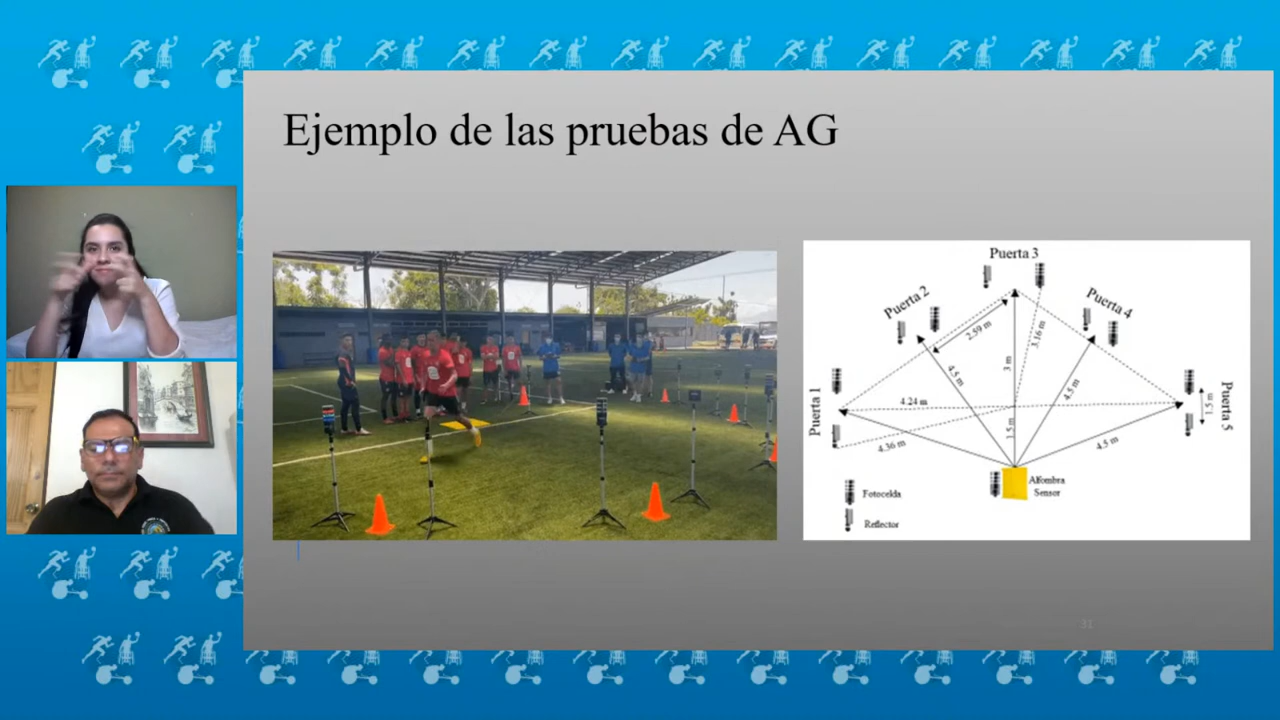 Ejemplo de las pruebas de AG
Puerta 3
Puerta 2
Puerta 4
2.59 m
3.16 m
3 m
4.5 m
4.5 m
Puerta 1
4.24 m
1.5 m
Puerta 5
1.5 m
4.36 m
4.5 m
Alfombra
Sensor
Fotocelda
Reflector
31